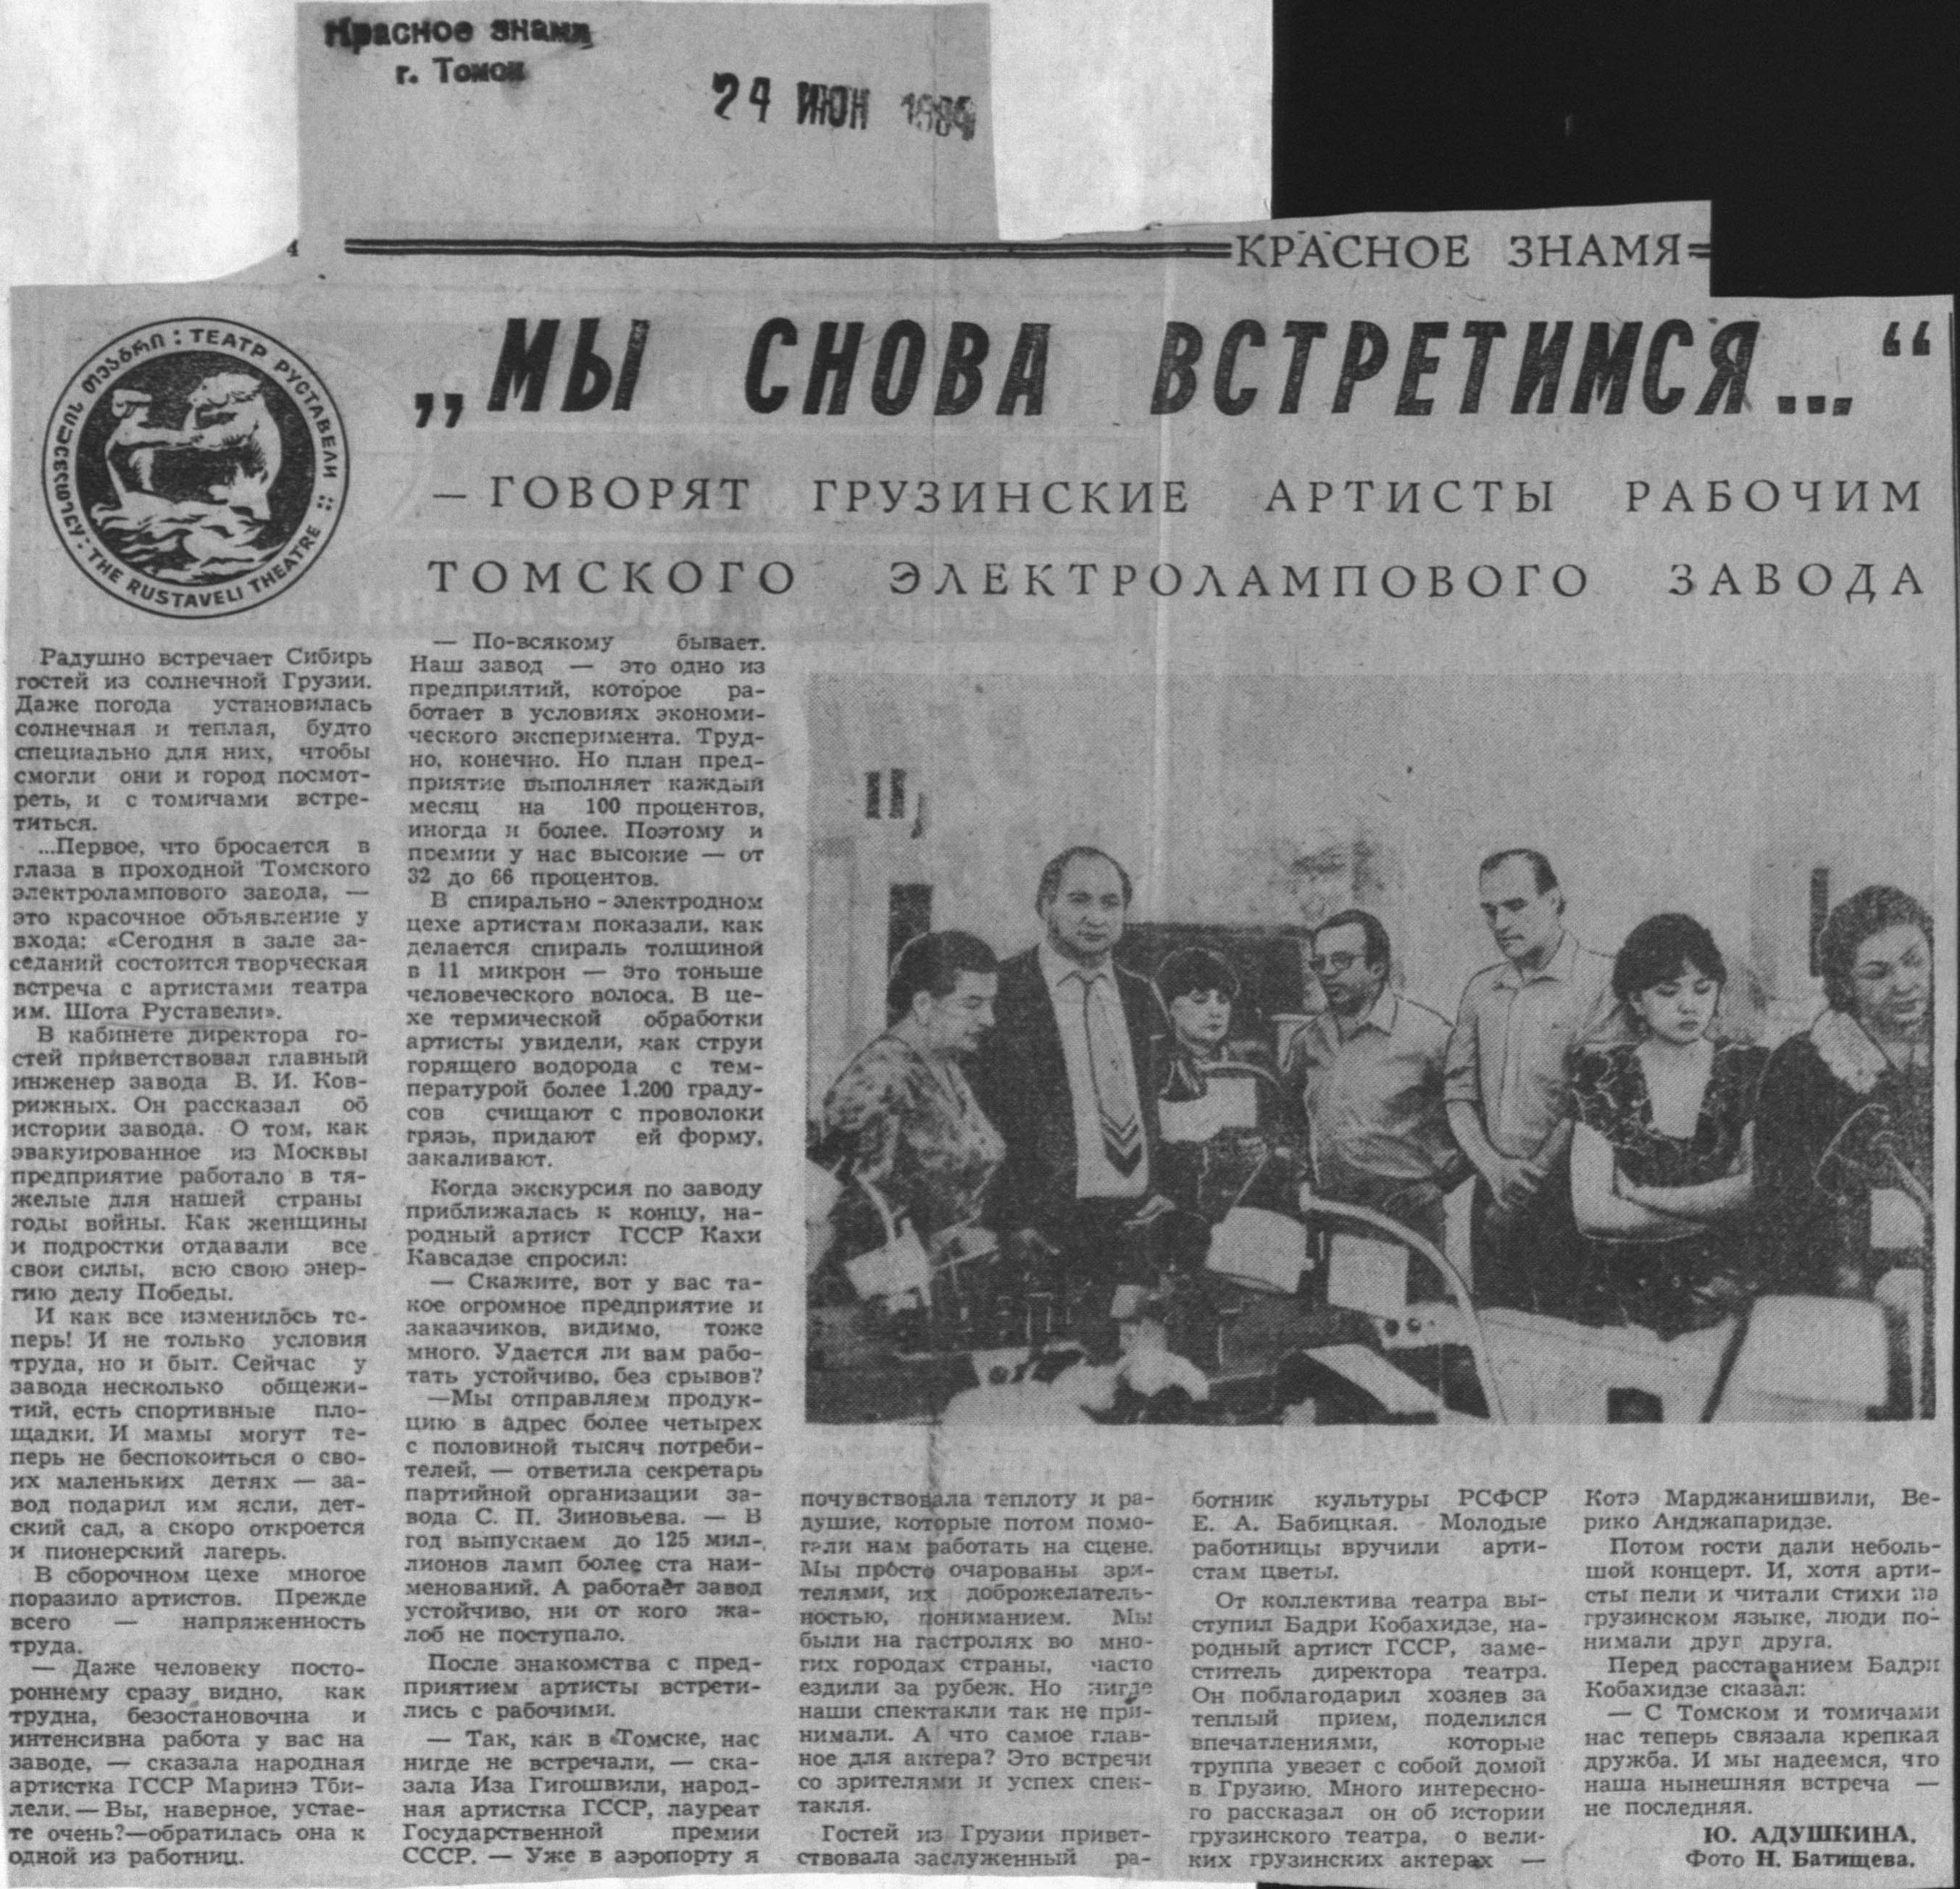 Красное знамя
г. Томск
24 ИЮН
4
КРАСНОЕ ЗНАМЯ
რუსთაველის თეატრი : ТЕАТР РУСТАВЕЛИ :: THE RUSTAVELI THEATRE :
„МЫ СНОВА ВСТРЕТИМСЯ...“
— ГОВОРЯТ ГРУЗИНСКИЕ АРТИСТЫ РАБОЧИМ
ТОМСКОГО ЭЛЕКТРОЛАМПОВОГО ЗАВОДА
Радушно встречает Сибирь
гостей из солнечной Грузии.
Даже погода установилась
солнечная и теплая, будто
специально для них, чтобы
смогли они и город посмот-
реть, и с томичами встре-
титься.
...Первое, что бросается в
глаза в проходной Томского
электролампового завода, —
это красочное объявление у
входа: «Сегодня в зале за-
седаний состоится творческая
встреча с артистами театра
им. Шота Руставели».
В кабинете директора го-
стей приветствовал главный
инженер завода В. И. Ков-
рижных. Он рассказал об
истории завода. О том, как
эвакуированное из Москвы
предприятие работало в тя-
желые для нашей страны
годы войны. Как женщины
и подростки отдавали все
свои силы, всю свою энер-
гию делу Победы.
И как все изменилось те-
перь! И не только условия
труда, но и быт. Сейчас у
завода несколько общежи-
тий, есть спортивные пло-
щадки. И мамы могут те-
перь не беспокоиться о сво-
их маленьких детях — за-
вод подарил им ясли, дет-
ский сад, а скоро откроется
и пионерский лагерь.
В сборочном цехе многое
поразило артистов. Прежде
всего — напряженность
труда.
— Даже человеку посто-
роннему сразу видно, как
трудна, безостановочна и
интенсивна работа у вас на
заводе, — сказала народная
артистка ГССР Маринэ Тби-
лели. — Вы, наверное, устае-
те очень?—обратилась она к
одной из работниц.
— По-всякому бывает.
Наш завод — это одно из
предприятий, которое ра-
ботает в условиях экономи-
ческого эксперимента. Труд-
но, конечно. Но план пред-
приятие выполняет каждый
месяц на 100 процентов,
иногда и более. Поэтому и
премии у нас высокие — от
32 до 66 процентов.
В спирально-электродном
цехе артистам показали, как
делается спираль толщиной
в 11 микрон — это тоньше
человеческого волоса. В це-
хе термической обработки
артисты увидели, как струи
горящего водорода с тем-
пературой более 1.200 граду-
сов счищают с проволоки
грязь, придают ей форму,
закаливают.
Когда экскурсия по заводу
приближалась к концу, на-
родный артист ГССР Кахи
Кавсадзе спросил:
— Скажите, вот у вас та-
кое огромное предприятие и
заказчиков, видимо, тоже
много. Удается ли вам рабо-
тать устойчиво, без срывов?
—Мы отправляем продук-
цию в адрес более четырех
с половиной тысяч потреби-
телей, — ответила секретарь
партийной организации за-
вода С. П. Зиновьева. — В
год выпускаем до 125 мил-
лионов ламп более ста наи-
менований. А работает завод
устойчиво, ни от кого жа-
лоб не поступало.
После знакомства с пред-
приятием артисты встрети-
лись с рабочими.
— Так, как в Томске, нас
нигде не встречали, — ска-
зала Иза Гигошвили, народ-
ная артистка ГССР, лауреат
Государственной премии
СССР. — Уже в аэропорту я
почувствовала теплоту и ра-
душие, которые потом помо-
гали нам работать на сцене.
Мы просто очарованы зри-
телями, их доброжелатель-
ностью, пониманием. Мы
были на гастролях во мно-
гих городах страны, часто
ездили за рубеж. Но нигде
наши спектакли так не при-
нимали. А что самое глав-
ное для актера? Это встречи
со зрителями и успех спек-
такля.
Гостей из Грузии привет-
ствовала заслуженный ра-
ботник культуры РСФСР
Е. А. Бабицкая. Молодые
работницы вручили арти-
стам цветы.
От коллектива театра вы-
ступил Бадри Кобахидзе, на-
родный артист ГССР, заме-
ститель директора театра.
Он поблагодарил хозяев за
теплый прием, поделился
впечатлениями, которые
труппа увезет с собой домой
в Грузию. Много интересно-
го рассказал он об истории
грузинского театра, о вели-
ких грузинских актерах —
Котэ Марджанишвили, Ве-
рико Анджапаридзе.
Потом гости дали неболь-
шой концерт. И, хотя арти-
сты пели и читали стихи на
грузинском языке, люди по-
нимали друг друга.
Перед расставанием Бадри
Кобахидзе сказал:
— С Томском и томичами
нас теперь связала крепкая
дружба. И мы надеемся, что
наша нынешняя встреча —
не последняя.
Ю. АДУШКИНА.
Фото Н. Батищева.